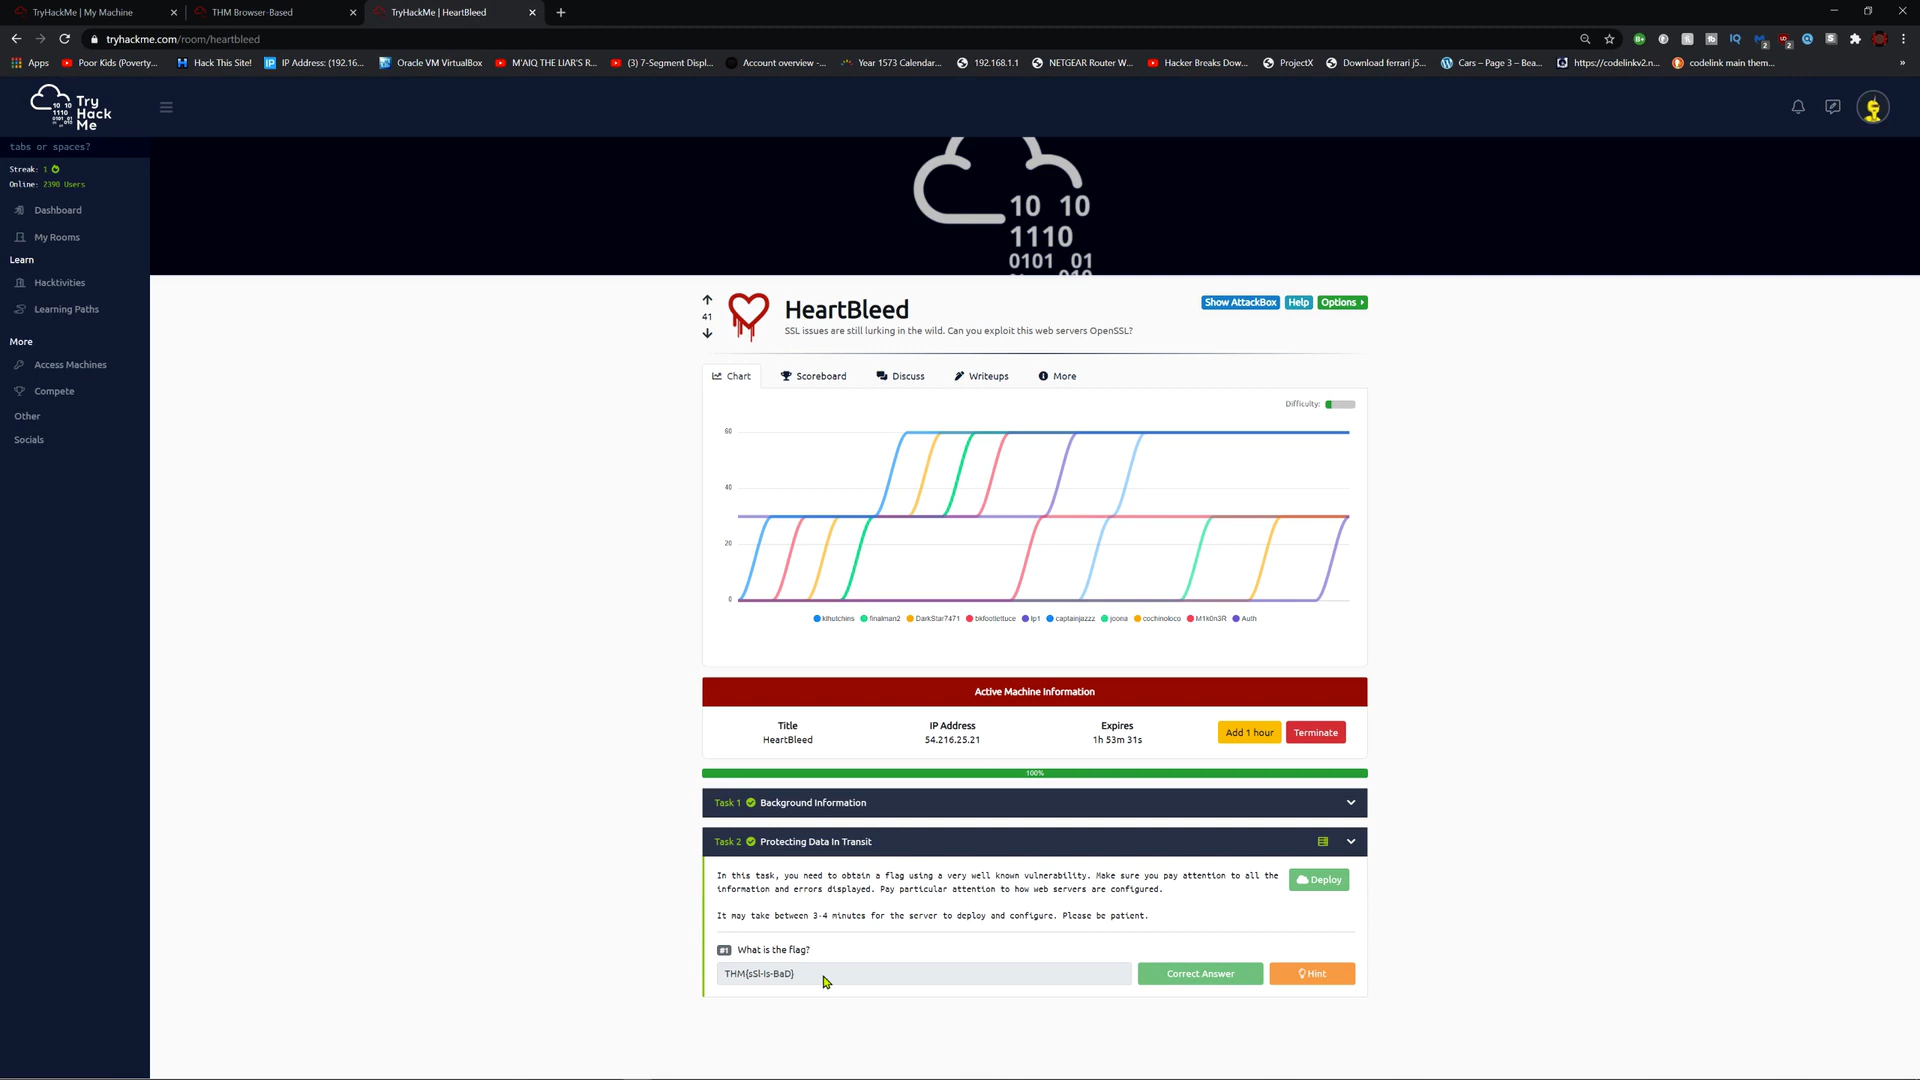 TryHackMe | My Machine
THM Browser-Based
TryHackMe | HeartBleed
tryhackme.com/room/heartbleed
Apps
Poor Kids (Poverty...
Hack This Site!
IP Address: (192.16...
Oracle VM VirtualBox
M'AIQ THE LIAR'S R...
(3) 7-Segment Displ...
Account overview -...
Year 1573 Calendar...
192.168.1.1
NETGEAR Router W...
Hacker Breaks Dow...
ProjectX
Download ferrari j5...
Cars – Page 3 – Bea...
https://codelinkv2.n...
codelink main them...
Try
Hack
Me
10 10
1110
0101 01
tabs or spaces?
Streak: 1
Online: 2390 Users
Dashboard
My Rooms
Learn
Hacktivities
Learning Paths
More
Access Machines
Compete
Other
Socials
10 10
1110
0101 01
HeartBleed
SSL issues are still lurking in the wild. Can you exploit this web servers OpenSSL?
41
Show AttackBox
Help
Options
Chart
Scoreboard
Discuss
Writeups
More
Difficulty:
60
40
20
0
klhutchins
finalman2
DarkStar7471
bkfootlettuce
lp1
captainjazzz
joona
cochinoloco
M1k0n3R
Auth
Active Machine Information
Title
HeartBleed
IP Address
54.216.25.21
Expires
1h 53m 31s
Add 1 hour
Terminate
100%
Task 1
Background Information
Task 2
Protecting Data In Transit
In this task, you need to obtain a flag using a very well known vulnerability. Make sure you pay attention to all the
information and errors displayed. Pay particular attention to how web servers are configured.
Deploy
It may take between 3-4 minutes for the server to deploy and configure. Please be patient.
#1 What is the flag?
THM{sSl-Is-BaD}
Correct Answer
Hint